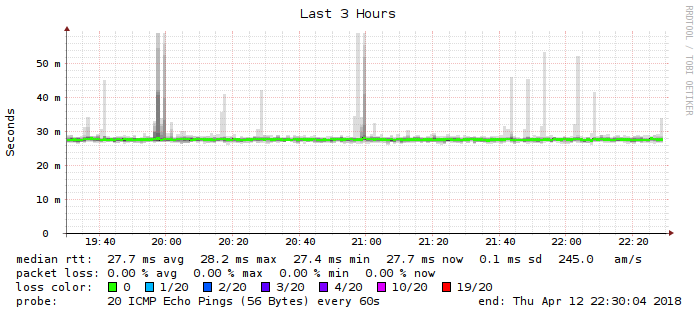 Last 3 Hours
RRDTOOL / TOBI OETIKER
Seconds
50 m
40 m
30 m
20 m
10 m
0
19:40 20:00 20:20 20:40 21:00 21:20 21:40 22:00 22:20
median rtt: 27.7 ms avg 28.2 ms max 27.4 ms min 27.7 ms now 0.1 ms sd 245.0 am/s
packet loss: 0.00 % avg 0.00 % max 0.00 % min 0.00 % now
loss color: 0 1/20 2/20 3/20 4/20 10/20 19/20
probe: 20 ICMP Echo Pings (56 Bytes) every 60s end: Thu Apr 12 22:30:04 2018